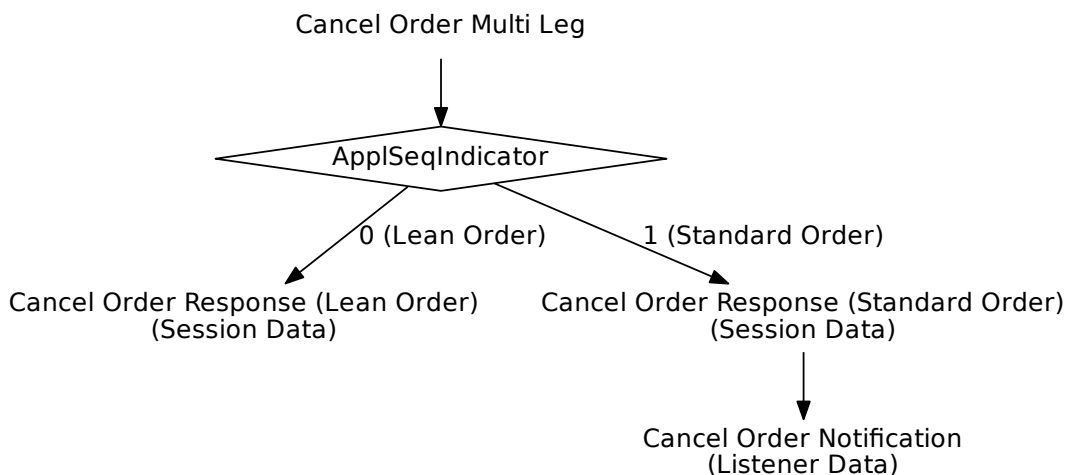 Cancel Order Multi Leg
ApplSeqIndicator
0 (Lean Order)
1 (Standard Order)
Cancel Order Response (Lean Order)
(Session Data)
Cancel Order Response (Standard Order)
(Session Data)
Cancel Order Notification
(Listener Data)